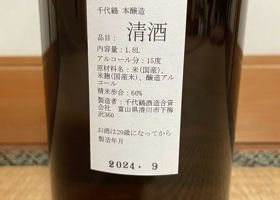 千代鶴 本醸造
品目: 清酒
内容量:1.8L
アルコール分:15度
原材料名:米(国産)、
米麹(国産米)、醸造アル
コール
精米歩合:60%
製造者:千代鶴酒造合資
会社 富山県滑川市下梅
沢360
お酒は20歳になってから
製造年月
2024. 9